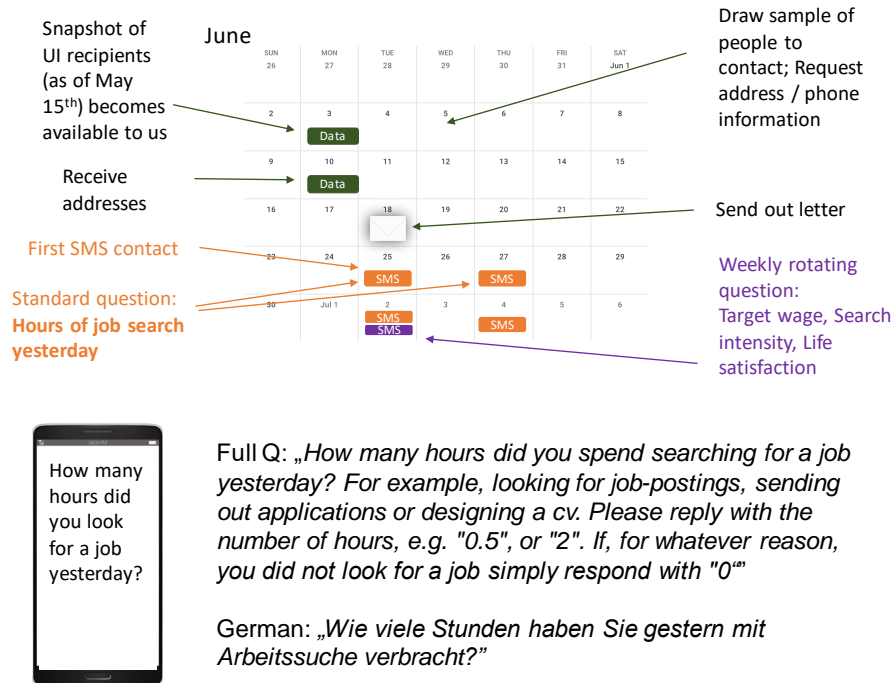 Snapshot of
UI recipients
(as of May
15th) becomes
available to us
Receive
addresses
First SMS contact
Standard question:
Hours of job search
yesterday
June
SUN MON TUE WED THU FRI SAT
26 27 28 29 30 31 Jun 1
2 3 4 5 6 7 8
Data
9 10 11 12 13 14 15
Data
16 17 18 19 20 21 22
23 24 25 26 27 28 29
SMS SMS
30 Jul 1 2 3 4 5 6
SMS
SMS SMS
Draw sample of
people to
contact; Request
address / phone
information
Send out letter
Weekly rotating
question:
Target wage, Search
intensity, Life
satisfaction
How many
hours did
you look
for a job
yesterday?
Full Q: „How many hours did you spend searching for a job
yesterday? For example, looking for job-postings, sending
out applications or designing a cv. Please reply with the
number of hours, e.g. "0.5", or "2". If, for whatever reason,
you did not look for a job simply respond with "0“”
German: „Wie viele Stunden haben Sie gestern mit
Arbeitssuche verbracht?”